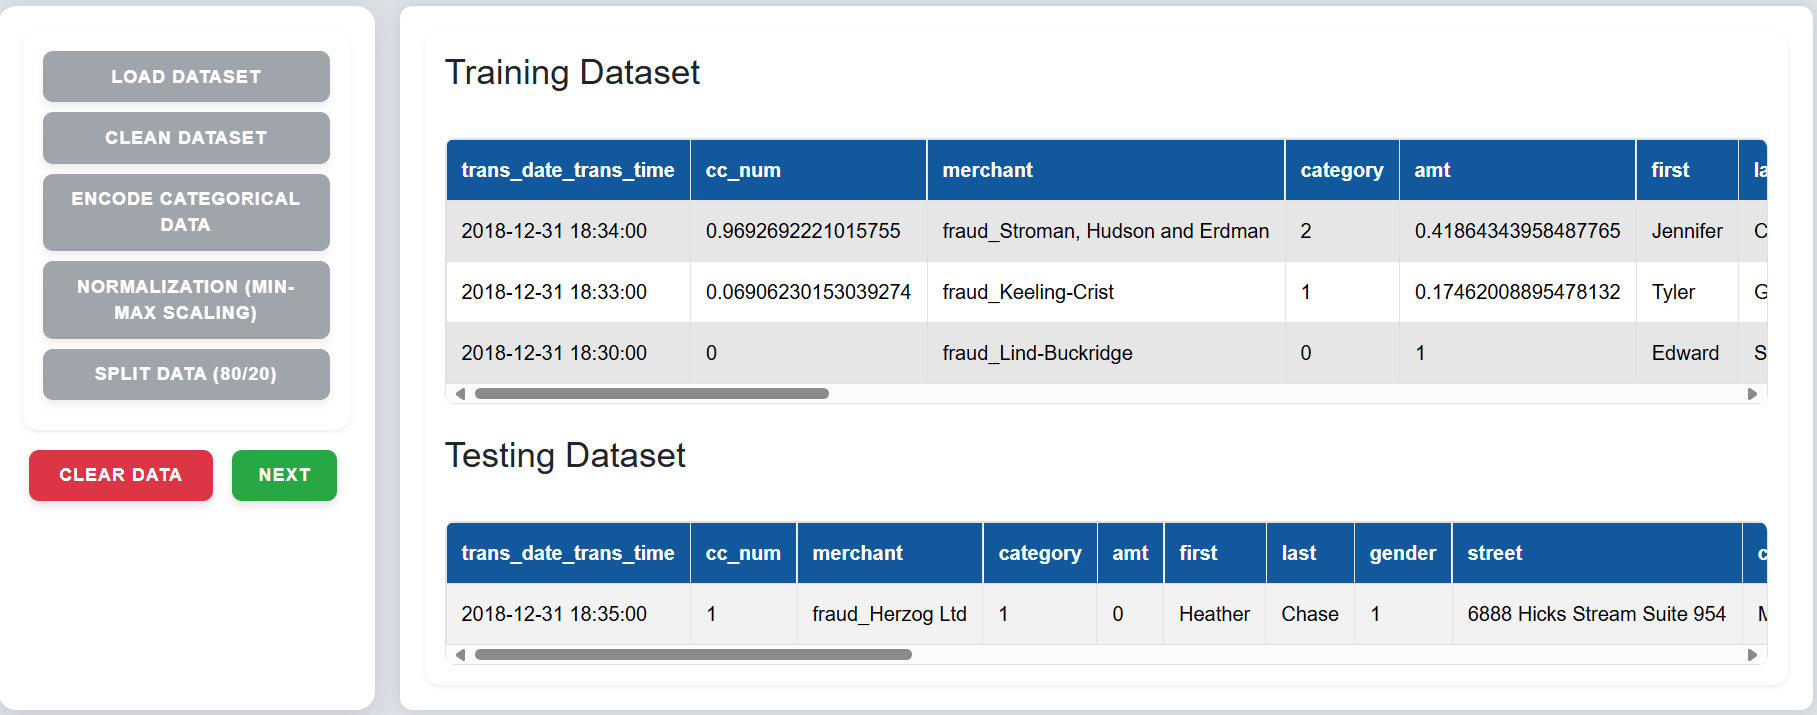 LOAD DATASET
CLEAN DATASET
ENCODE CATEGORICAL
DATA
NORMALIZATION (MIN-
MAX SCALING)
SPLIT DATA (80/20)
CLEAR DATA
NEXT
Training Dataset
trans_date_trans_time cc_num merchant category amt first la
2018-12-31 18:34:00 0.9692692221015755 fraud_Stroman, Hudson and Erdman 2 0.41864343958487765 Jennifer C
2018-12-31 18:33:00 0.06906230153039274 fraud_Keeling-Crist 1 0.17462008895478132 Tyler G
2018-12-31 18:30:00 0 fraud_Lind-Buckridge 0 1 Edward S
Testing Dataset
trans_date_trans_time cc_num merchant category amt first last gender street c
2018-12-31 18:35:00 1 fraud_Herzog Ltd 1 0 Heather Chase 1 6888 Hicks Stream Suite 954